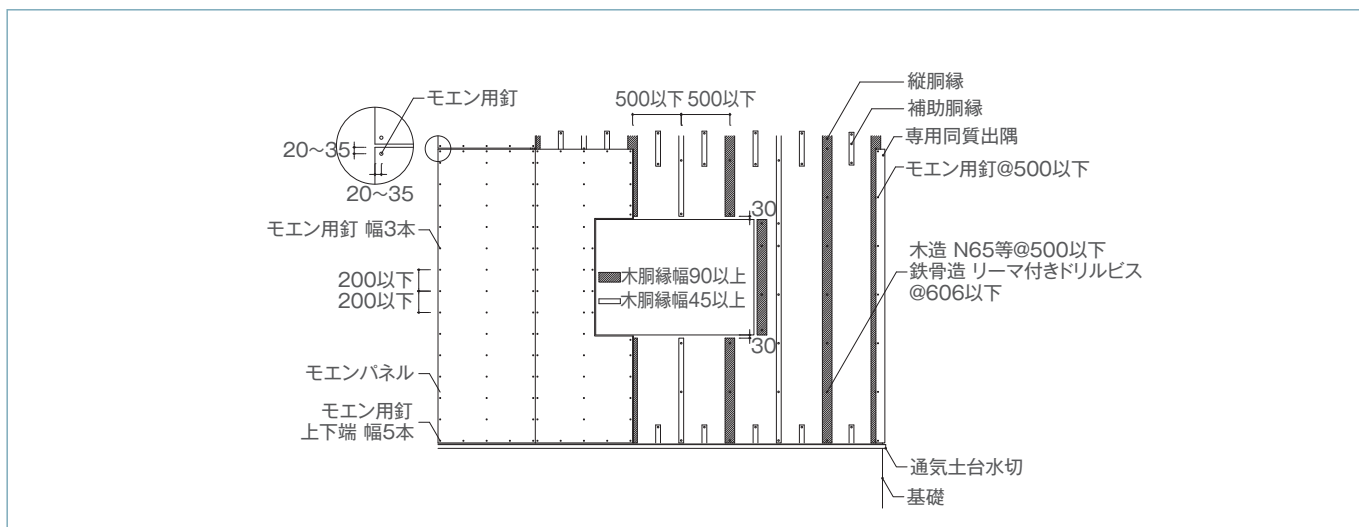 モエン用釘
20〜35
20〜35
モエン用釘 幅3本
200以下
200以下
モエンパネル
モエン用釘
上下端 幅5本
500以下 500以下
30
木胴縁幅90以上
木胴縁幅45以上
30
縦胴縁
補助胴縁
専用同質出隅
モエン用釘@500以下
木造 N65等@500以下
鉄骨造 リーマ付きドリルビス
@606以下
通気土台水切
基礎